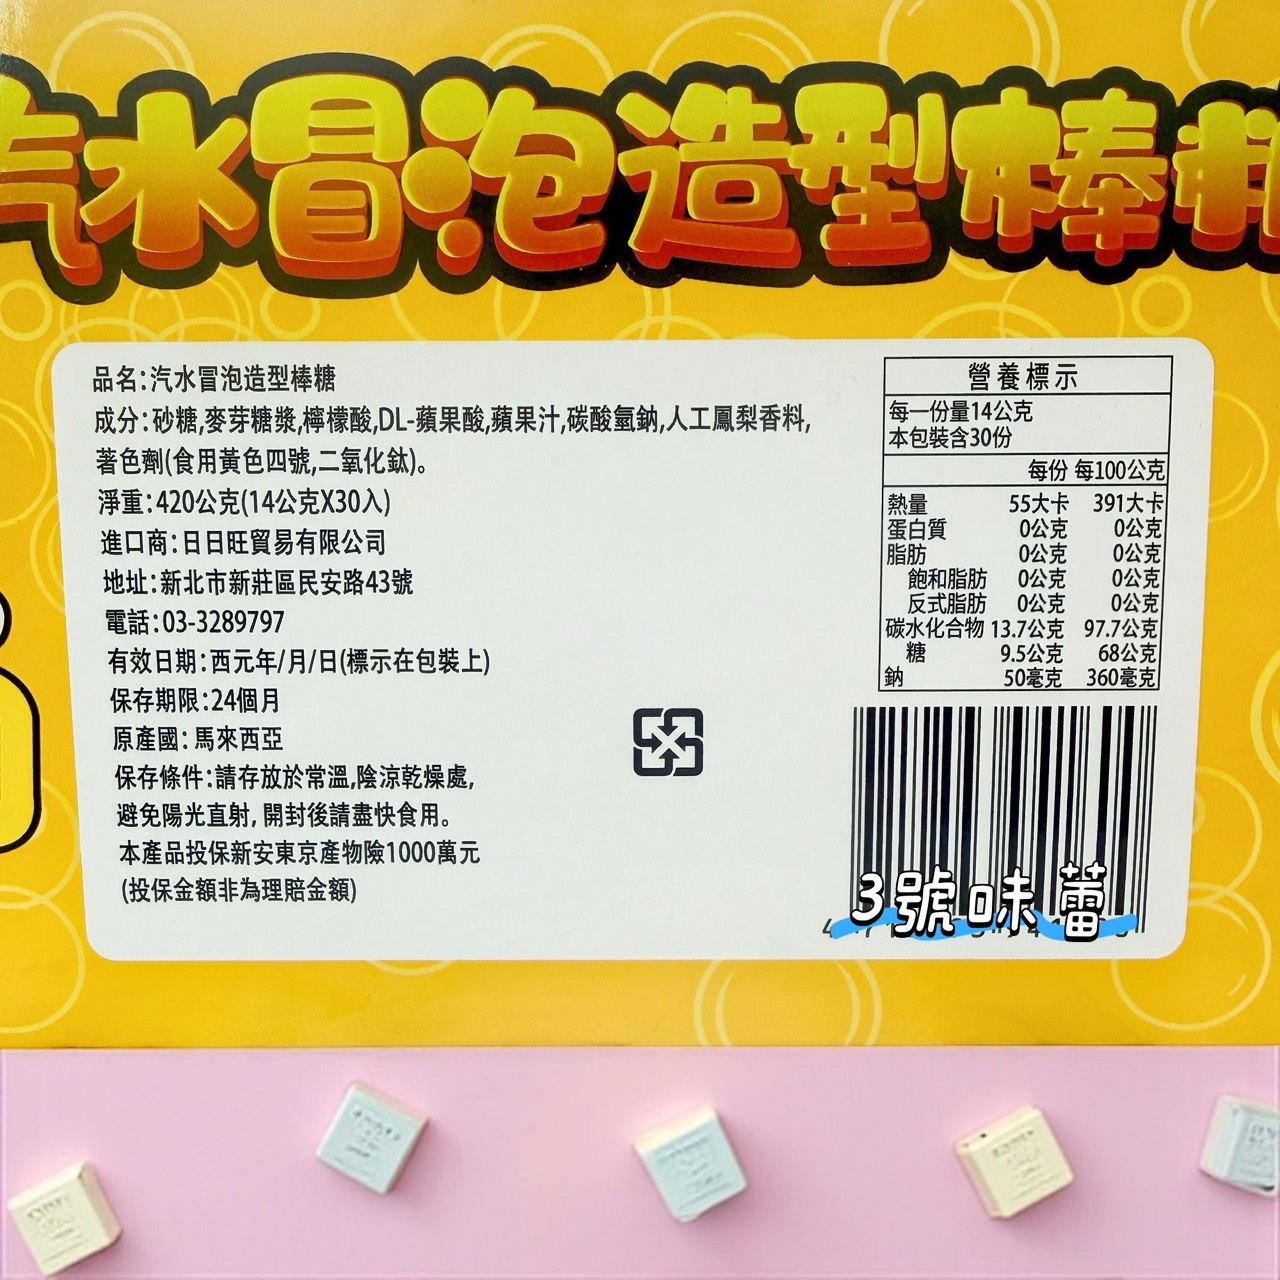 汽水冒泡造型棒糖
品名:汽水冒泡造型棒糖
成分:砂糖,麥芽糖漿,檸檬酸,DL-蘋果酸,蘋果汁,碳酸氫鈉,人工鳳梨香料,
著色劑(食用黃色四號,二氧化鈦)。
淨重:420公克(14公克X30入)
進口商:日日旺貿易有限公司
地址:新北市新莊區民安路43號
電話:03-3289797
有效日期:西元年/月/日(標示在包裝上)
保存期限:24個月
原產國:馬來西亞
保存條件:請存放於常溫,陰涼乾燥處,
避免陽光直射,開封後請盡快食用。
本產品投保新安東京產物險1000萬元
(投保金額非為理賠金額)
營養標示
每一份量14公克
本包裝含30份
每份 每100公克
熱量 55大卡 391大卡
蛋白質 0公克 0公克
脂肪 0公克 0公克
飽和脂肪 0公克 0公克
反式脂肪 0公克 0公克
碳水化合物 13.7公克 97.7公克
糖 9.5公克 68公克
鈉 50毫克 360毫克
3號味蕾